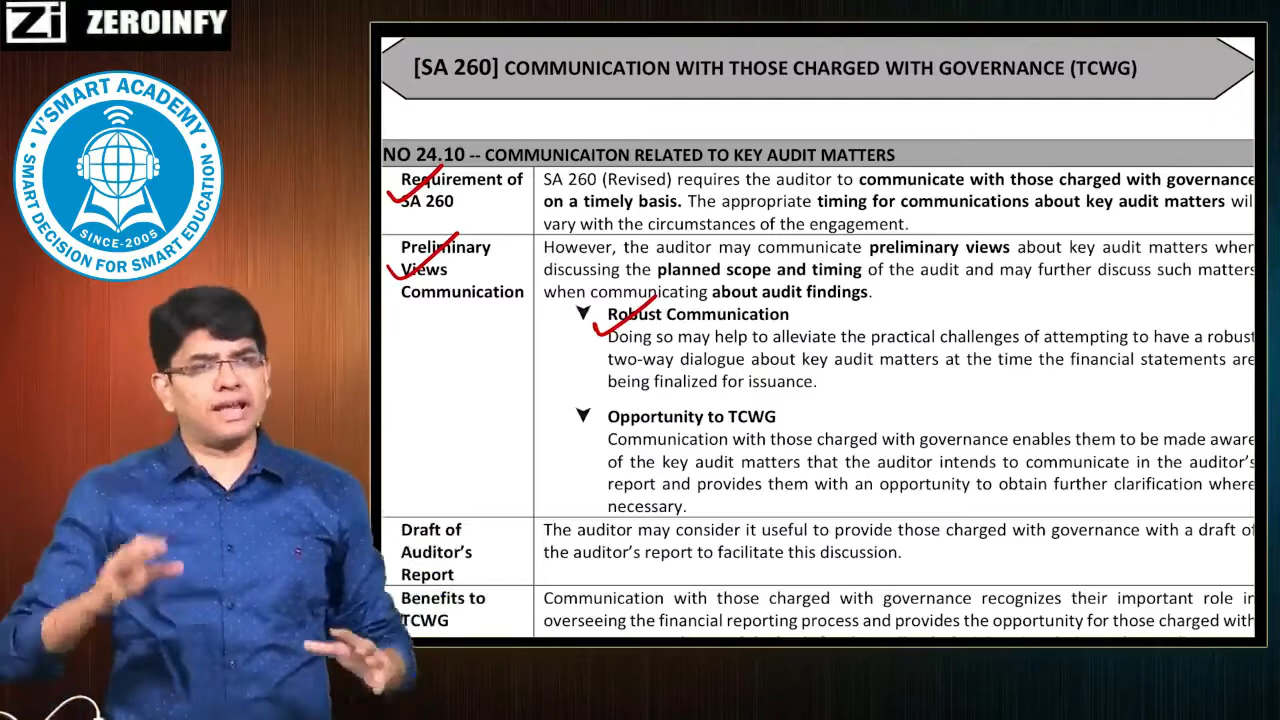 Zi ZEROINFY
V'SMART ACADEMY
SMART DECISION FOR SMART EDUCATION
SINCE-2005
[SA 260] COMMUNICATION WITH THOSE CHARGED WITH GOVERNANCE (TCWG)
NO 24.10 -- COMMUNICAITON RELATED TO KEY AUDIT MATTERS
Requirement of
SA 260
SA 260 (Revised) requires the auditor to communicate with those charged with governance
on a timely basis. The appropriate timing for communications about key audit matters will
vary with the circumstances of the engagement.
Preliminary
Views
Communication
However, the auditor may communicate preliminary views about key audit matters when
discussing the planned scope and timing of the audit and may further discuss such matters
when communicating about audit findings.
Robust Communication
Doing so may help to alleviate the practical challenges of attempting to have a robust
two-way dialogue about key audit matters at the time the financial statements are
being finalized for issuance.
Opportunity to TCWG
Communication with those charged with governance enables them to be made aware
of the key audit matters that the auditor intends to communicate in the auditor's
report and provides them with an opportunity to obtain further clarification where
necessary.
Draft of
Auditor's
Report
The auditor may consider it useful to provide those charged with governance with a draft of
the auditor's report to facilitate this discussion.
Benefits to
TCWG
Communication with those charged with governance recognizes their important role in
overseeing the financial reporting process and provides the opportunity for those charged with